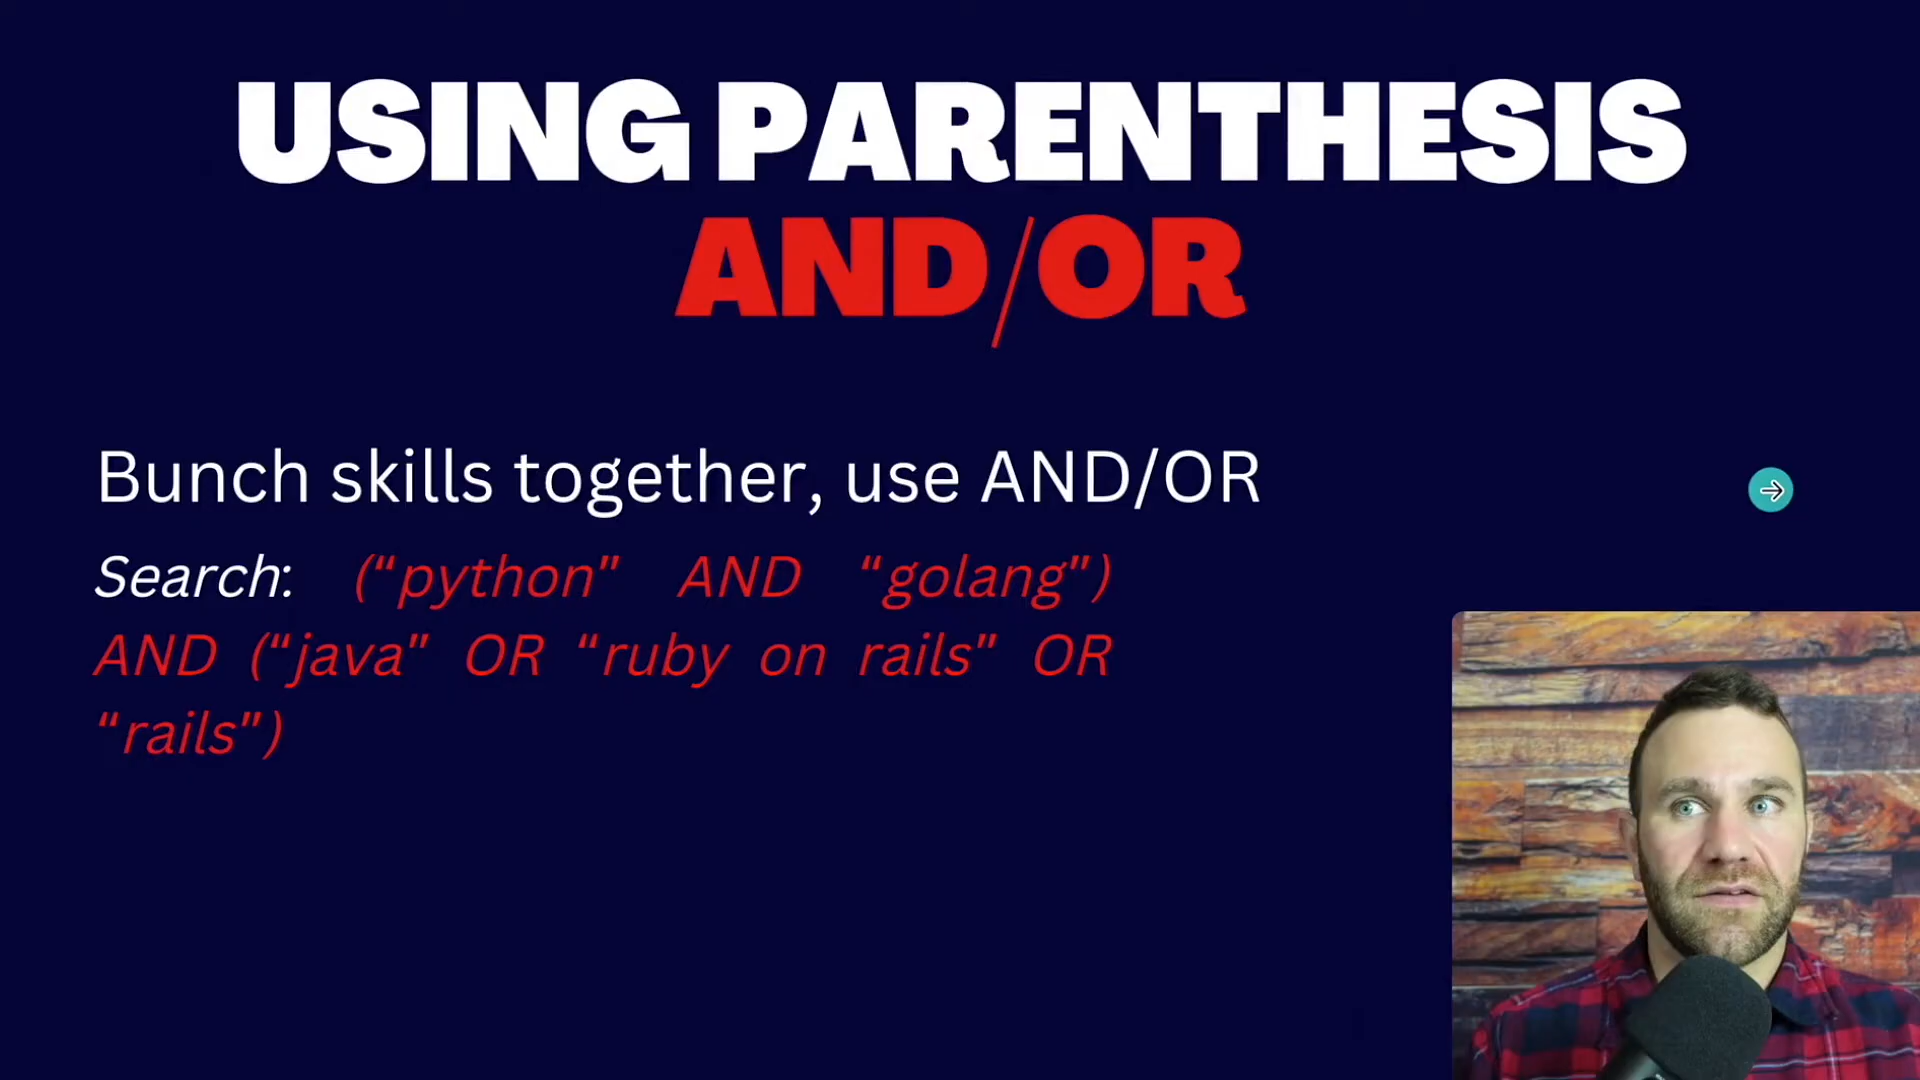 USING PARENTHESIS
AND/OR
Bunch skills together, use AND/OR
Search: (“python” AND “golang”)
AND (“java” OR “ruby on rails” OR
“rails”)